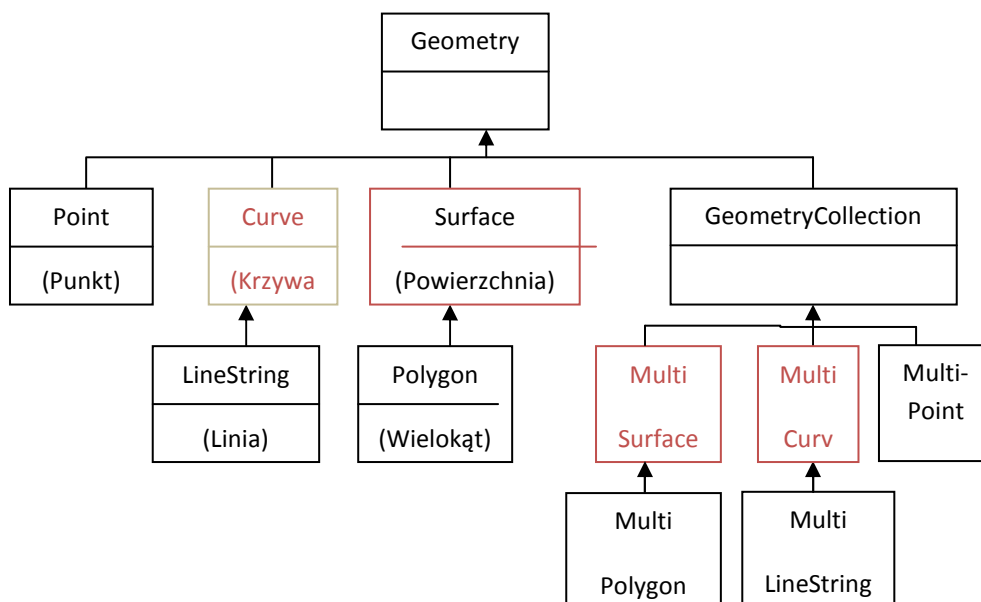 Geometry
Point
(Punkt)
Curve
(Krzywa
Surface
(Powierzchnia)
GeometryCollection
LineString
(Linia)
Polygon
(Wielokąt)
Multi
Surface
Multi
Curv
Multi-
Point
Multi
Polygon
Multi
LineString